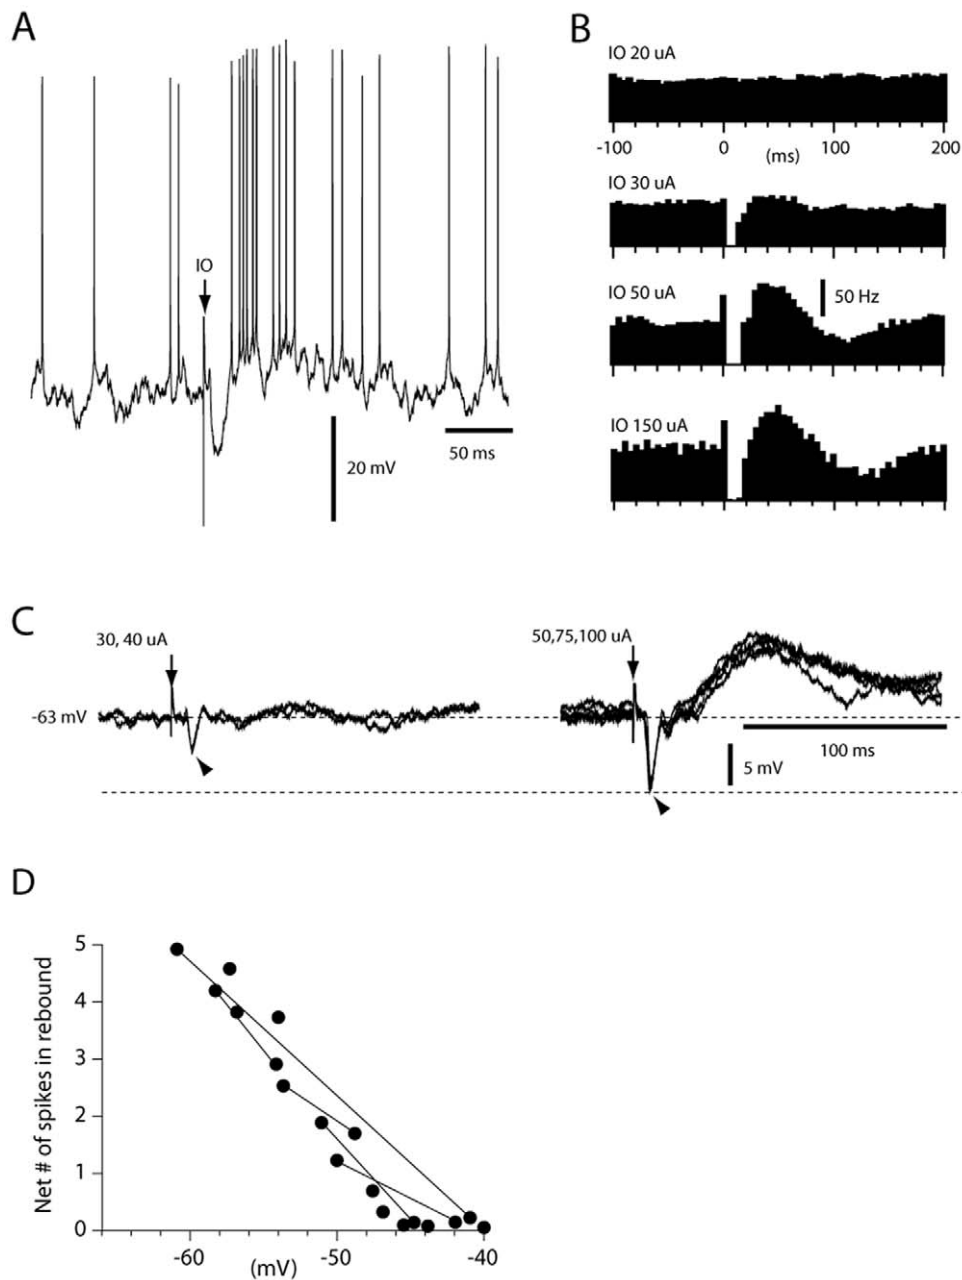 A
IO
20 mV
50 ms
B
IO 20 uA
-100 0 (ms) 100 200
IO 30 uA
IO 50 uA
50 Hz
IO 150 uA
C
30, 40 uA
50,75,100 uA
-63 mV
100 ms
5 mV
D
Net # of spikes in rebound
5
4
3
2
1
0
-60 -50 -40
(mV)